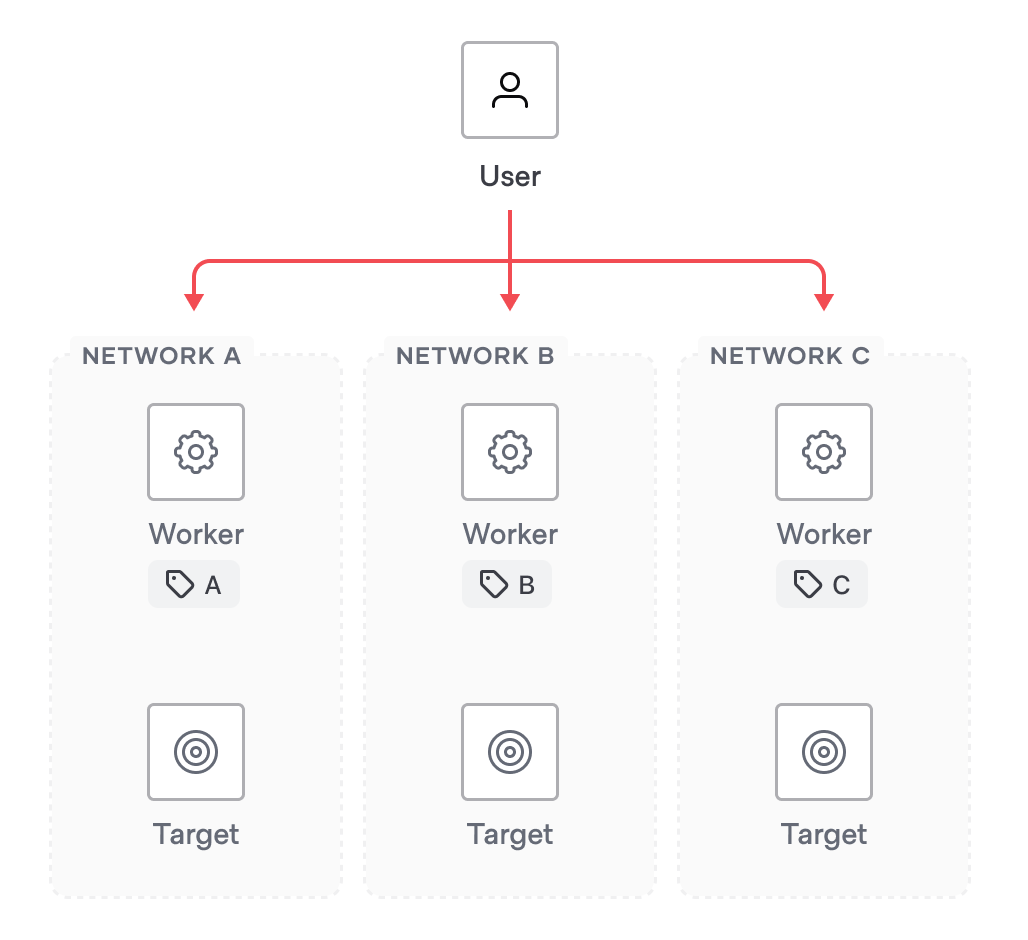 User
NETWORK A
NETWORK B
NETWORK C
Worker
Worker
Worker
A
B
C
Target
Target
Target